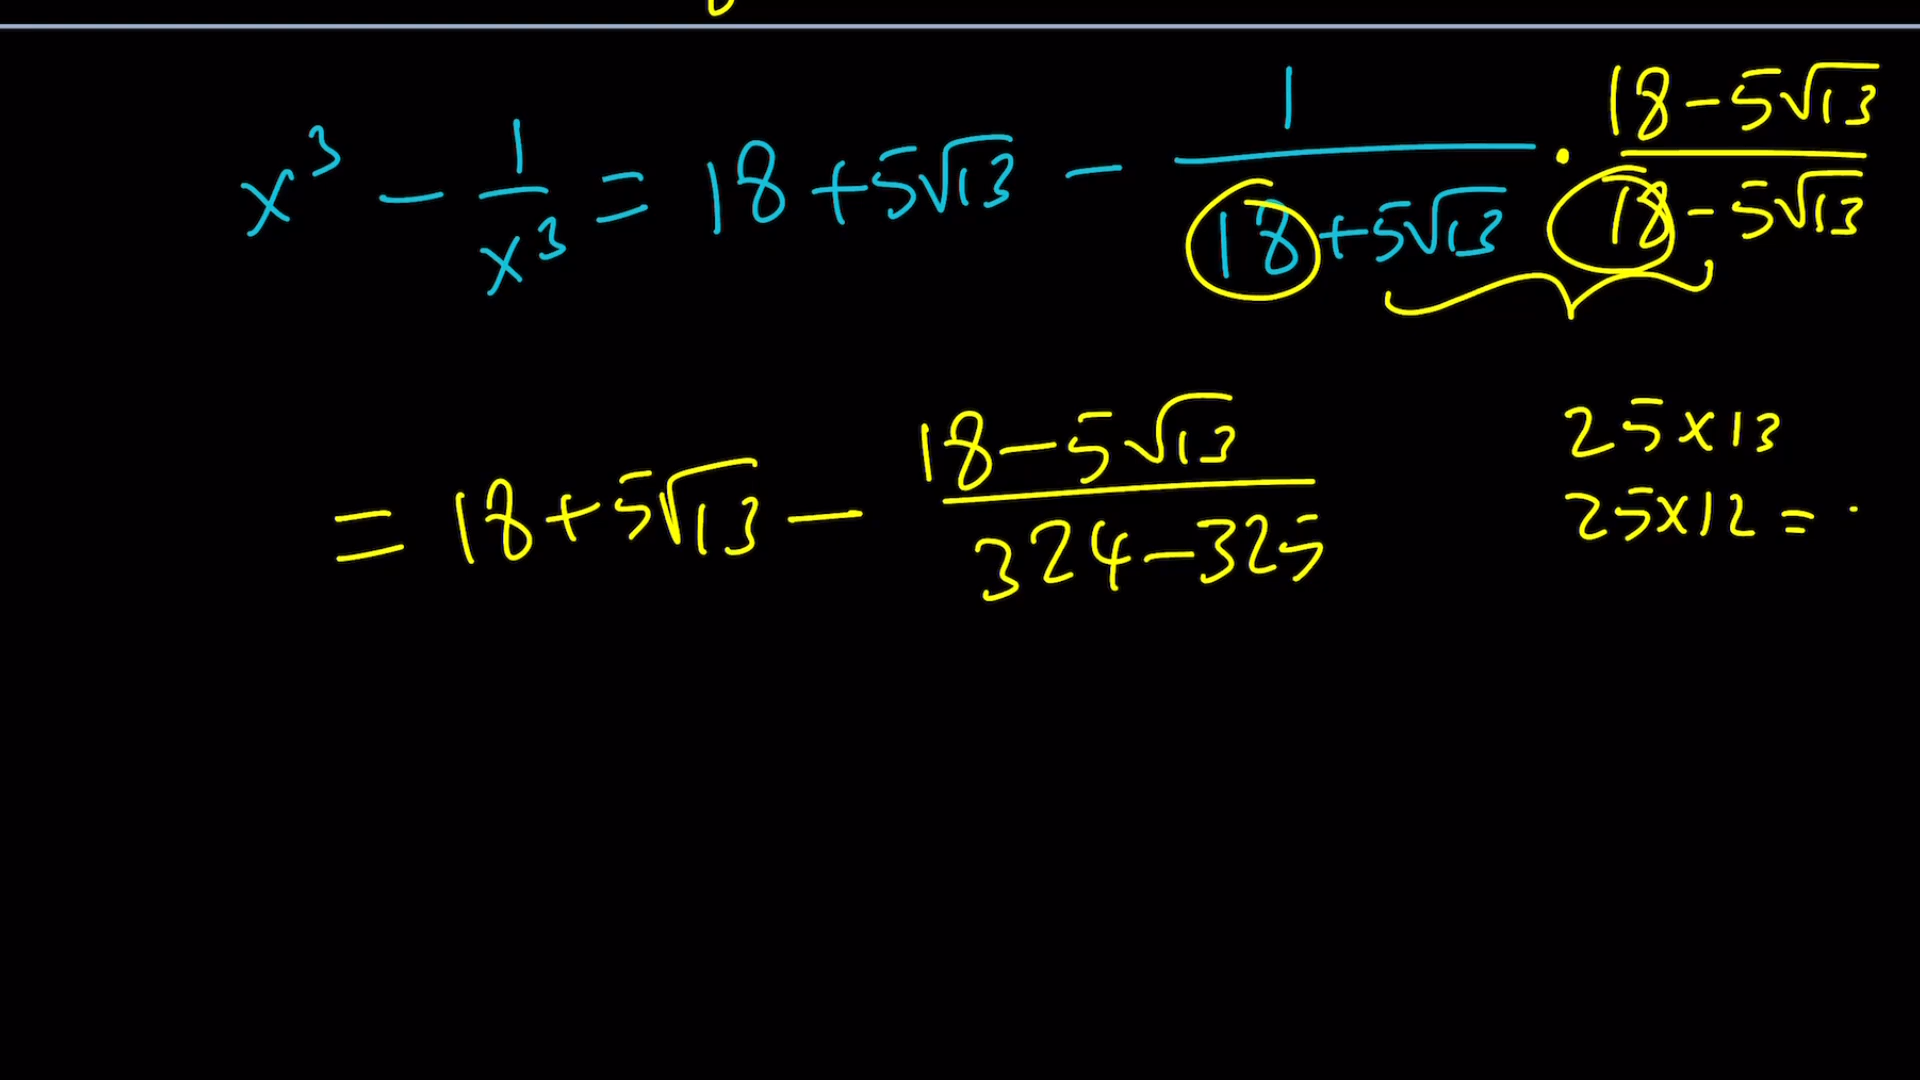 x³ - 1/x³ = 18 + 5√13 - 1/(18 + 5√13) · (18 - 5√13)/(18 - 5√13)
= 18 + 5√13 - (18 - 5√13)/(324 - 325)
25 x 13
25 x 12 =